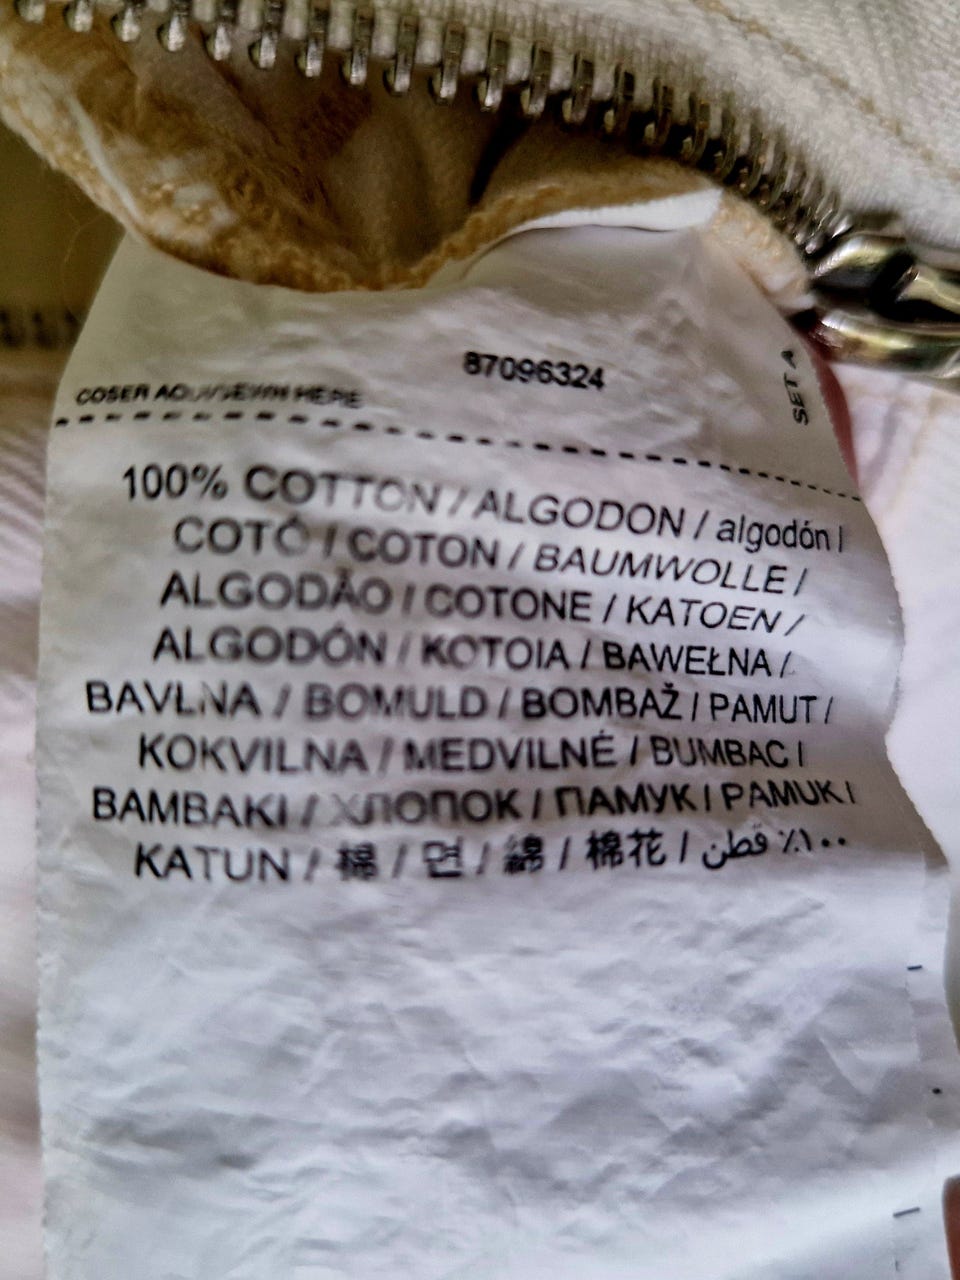 87096324
SET A
COSER AQUI/SEWIN HERE
100% COTTON / ALGODON / algodón /
COTÓ / COTON / BAUMWOLLE /
ALGODÃO / COTONE / KATOEN /
ALGODÓN / KOTOIA / BAWEŁNA /
BAVLNA / BOMULD / BOMBAŽ / PAMUT /
KOKVILNA / MEDVILNĖ / BUMBAC /
BAMBAKI / ХЛОПОК / ПАМУК / PAMUK /
KATUN / 棉 / 면 / 綿 / 棉花 / ٪١٠٠ قطن